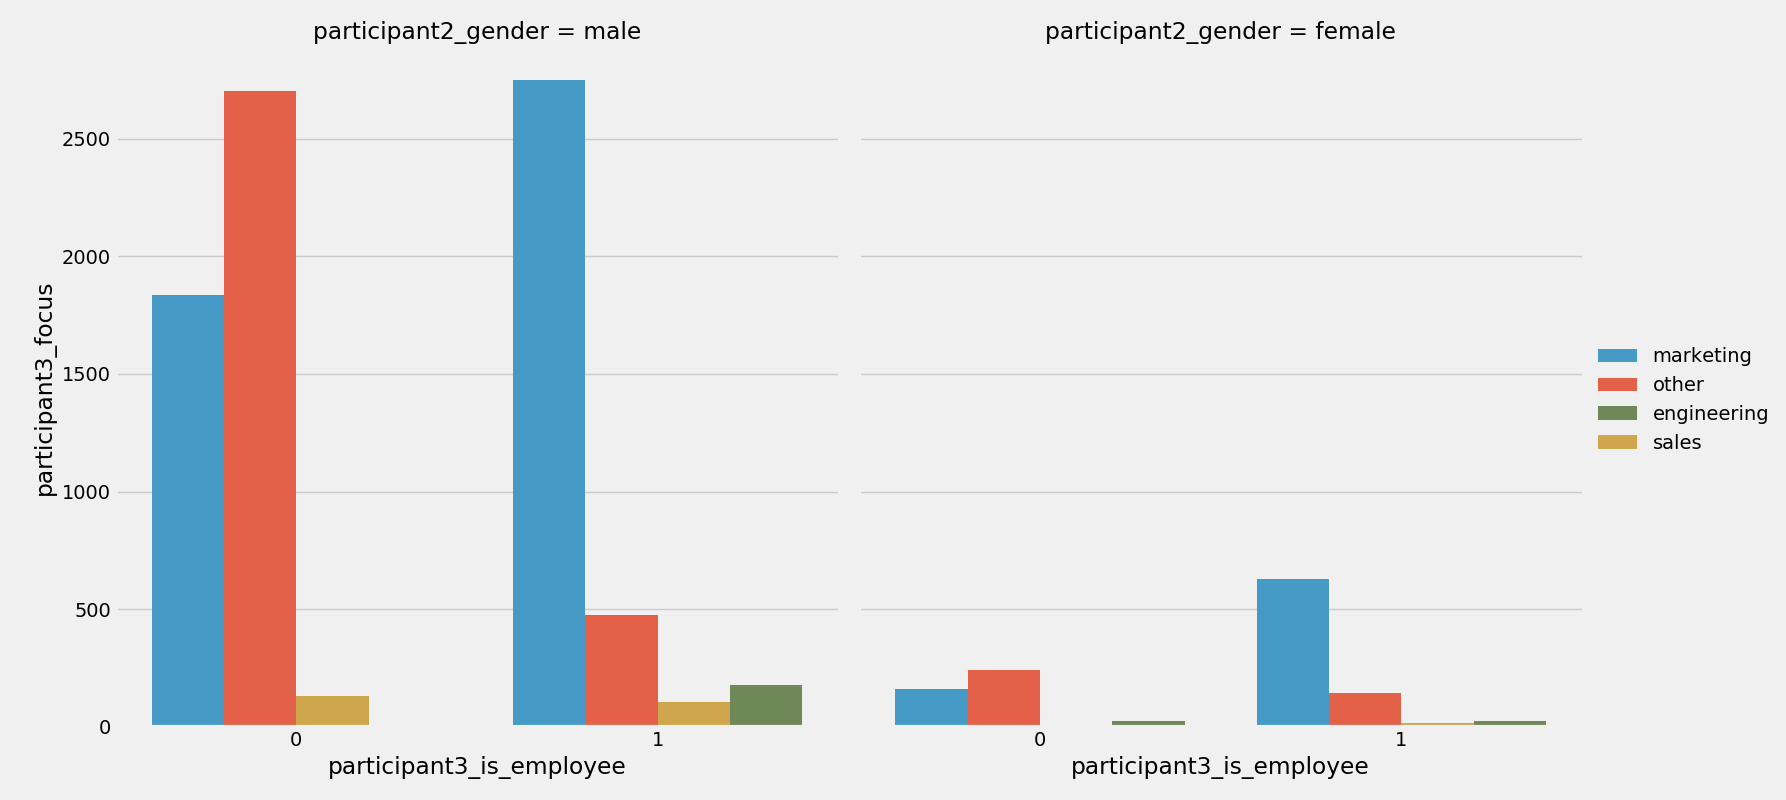 participant2_gender = male
participant2_gender = female
participant3_focus
2500
2000
1500
1000
500
0
0
1
0
1
participant3_is_employee
participant3_is_employee
marketing
other
engineering
sales